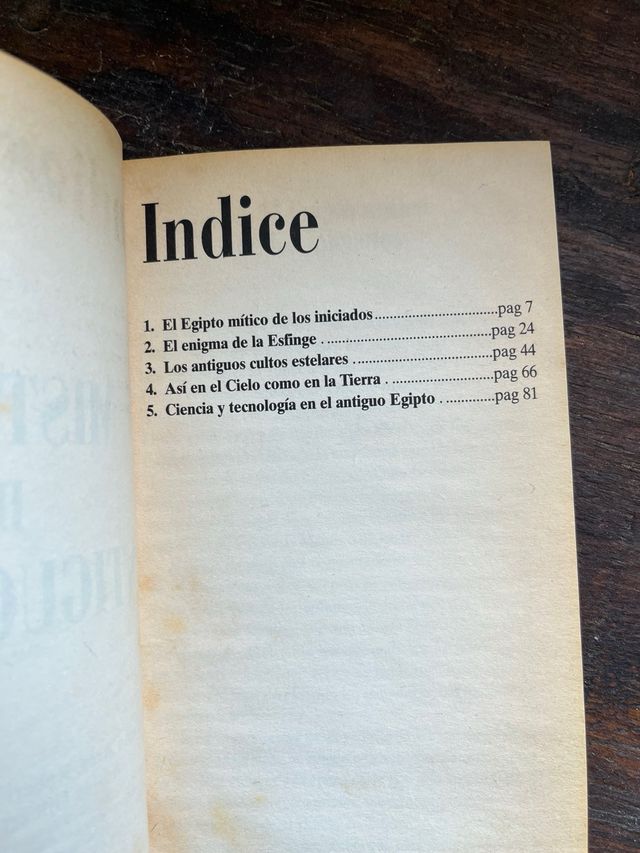 Indice
1. El Egipto mítico de los iniciados................................pag 7
2. El enigma de la Esfinge ............................................pag 24
3. Los antiguos cultos estelares ....................................pag 44
4. Así en el Cielo como en la Tierra . ...........................pag 66
5. Ciencia y tecnología en el antiguo Egipto . .............pag 81